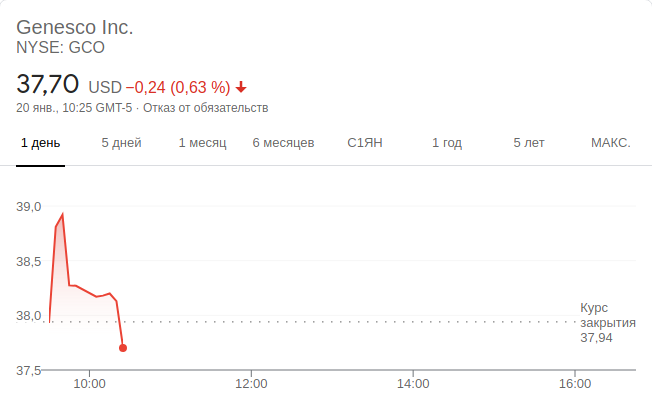 Genesco Inc.
NYSE: GCO
37,70 USD −0,24 (0,63 %)
20 янв., 10:25 GMT-5 · Отказ от обязательств
1 день 5 дней 1 месяц 6 месяцев С1ЯН 1 год 5 лет МАКС.
39,0
38,5
38,0
37,5
Курс
закрытия
37,94
10:00 12:00 14:00 16:00